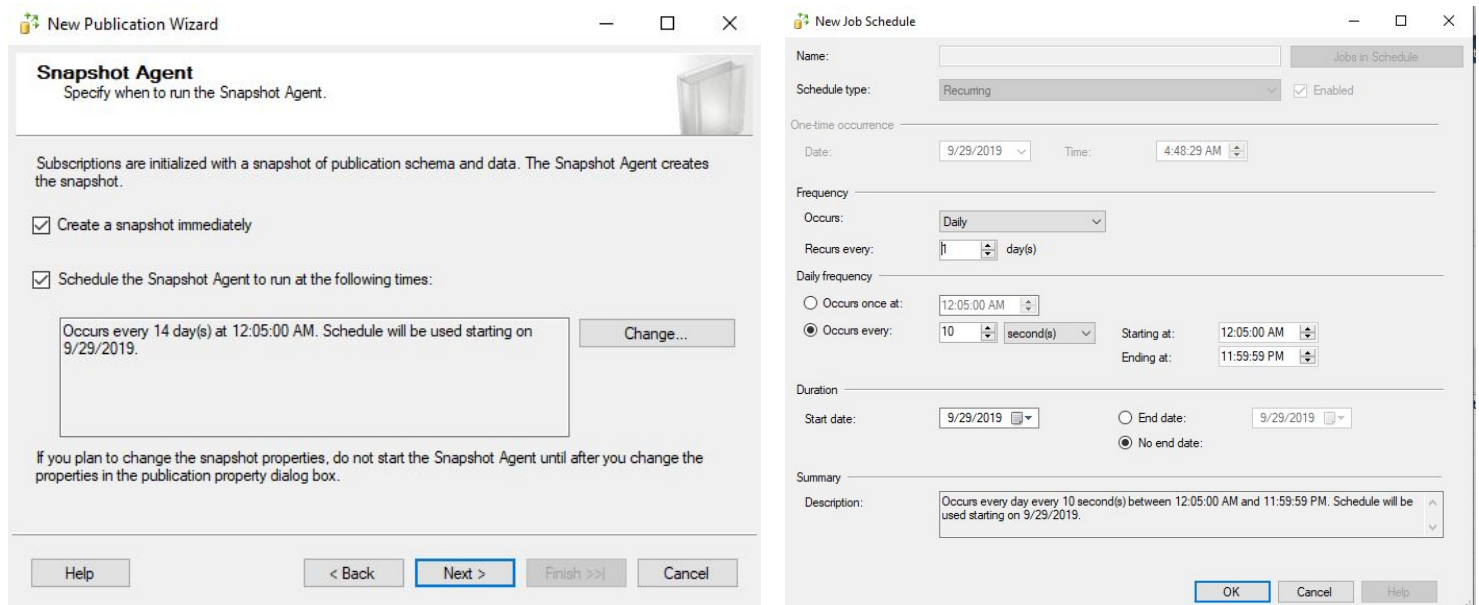 New Publication Wizard
Snapshot Agent
Specify when to run the Snapshot Agent.
Subscriptions are initialized with a snapshot of publication schema and data. The Snapshot Agent creates
the snapshot.
Create a snapshot immediately
Schedule the Snapshot Agent to run at the following times:
Occurs every 14 day(s) at 12:05:00 AM. Schedule will be used starting on
9/29/2019.
Change...
If you plan to change the snapshot properties, do not start the Snapshot Agent until after you change the
properties in the publication property dialog box.
Help < Back Next > Finish >>| Cancel
New Job Schedule
Name: Jobs in Schedule
Schedule type: Recurring Enabled
One-time occurrence
Date: 9/29/2019 Time: 4:48:29 AM
Frequency
Occurs: Daily
Recurs every: 1 day(s)
Daily frequency
Occurs once at: 12:05:00 AM
Occurs every: 10 second(s) Starting at: 12:05:00 AM
Ending at: 11:59:59 PM
Duration
Start date: 9/29/2019 End date: 9/29/2019
No end date:
Summary
Description: Occurs every day every 10 second(s) between 12:05:00 AM and 11:59:59 PM. Schedule will be
used starting on 9/29/2019.
OK Cancel Help